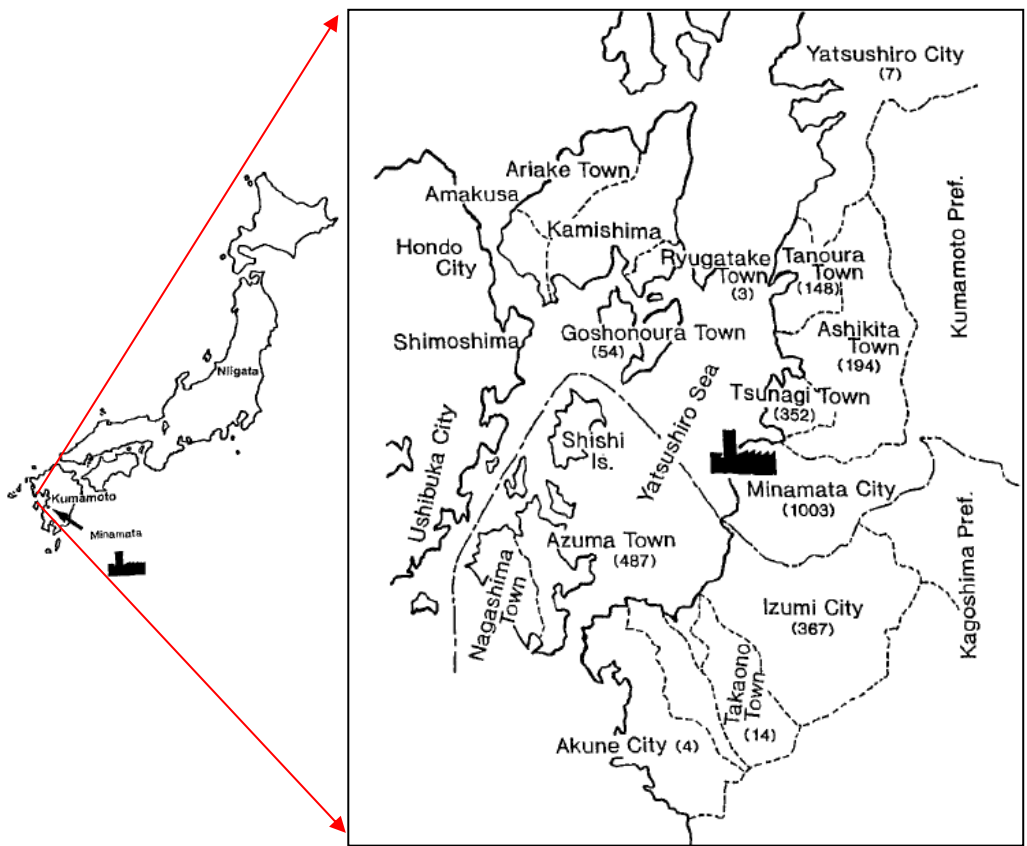 Niigata
Kumamoto
Minamata
Yatsushiro City
(7)
Ariake Town
Amakusa
Kamishima
Hondo
City
Ryugatake
Town
(3)
Tanoura
Town
(148)
Kumamoto Pref.
Shimoshima
Goshonoura Town
(54)
Ashikita
Town
(194)
Tsunagi Town
(352)
Yatsushiro Sea
Shishi
Is.
Ushibuka City
Minamata City
(1003)
Azuma Town
(487)
Nagashima
Town
Izumi City
(367)
Kagoshima Pref.
Takaono
Town
(14)
Akune City (4)